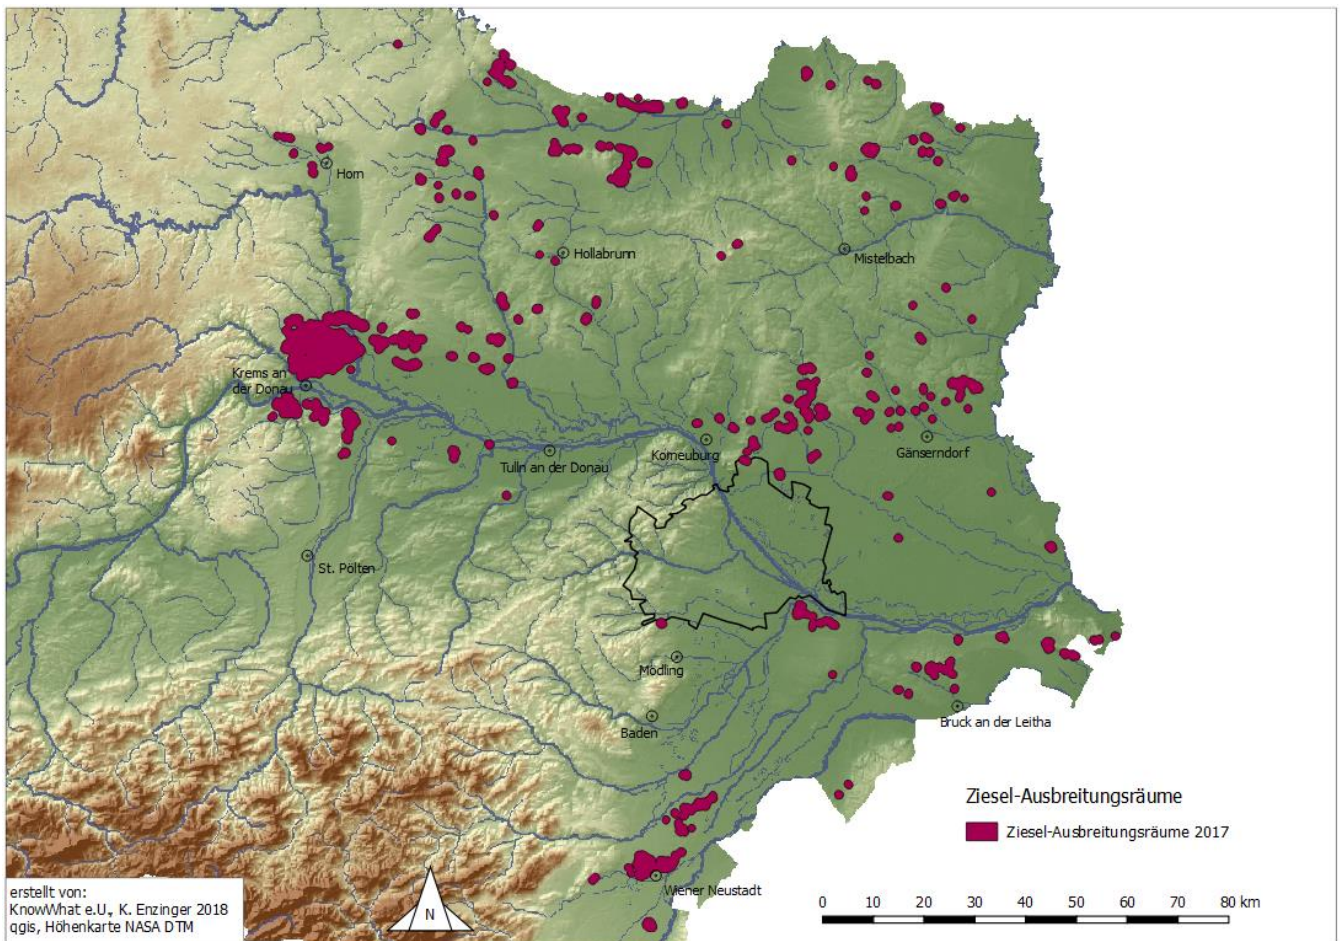 Horn
Hollabrunn
Mistelbach
Krems an
der Donau
Korneuburg
Gänserndorf
Tulln an der Donau
St. Pölten
Mödling
Bruck an der Leitha
Baden
Ziesel-Ausbreitungsräume
Ziesel-Ausbreitungsräume 2017
Wiener Neustadt
erstellt von:
KnowWhat e.U., K. Enzinger 2018
qgis, Höhenkarte NASA DTM
N
0 10 20 30 40 50 60 70 80 km